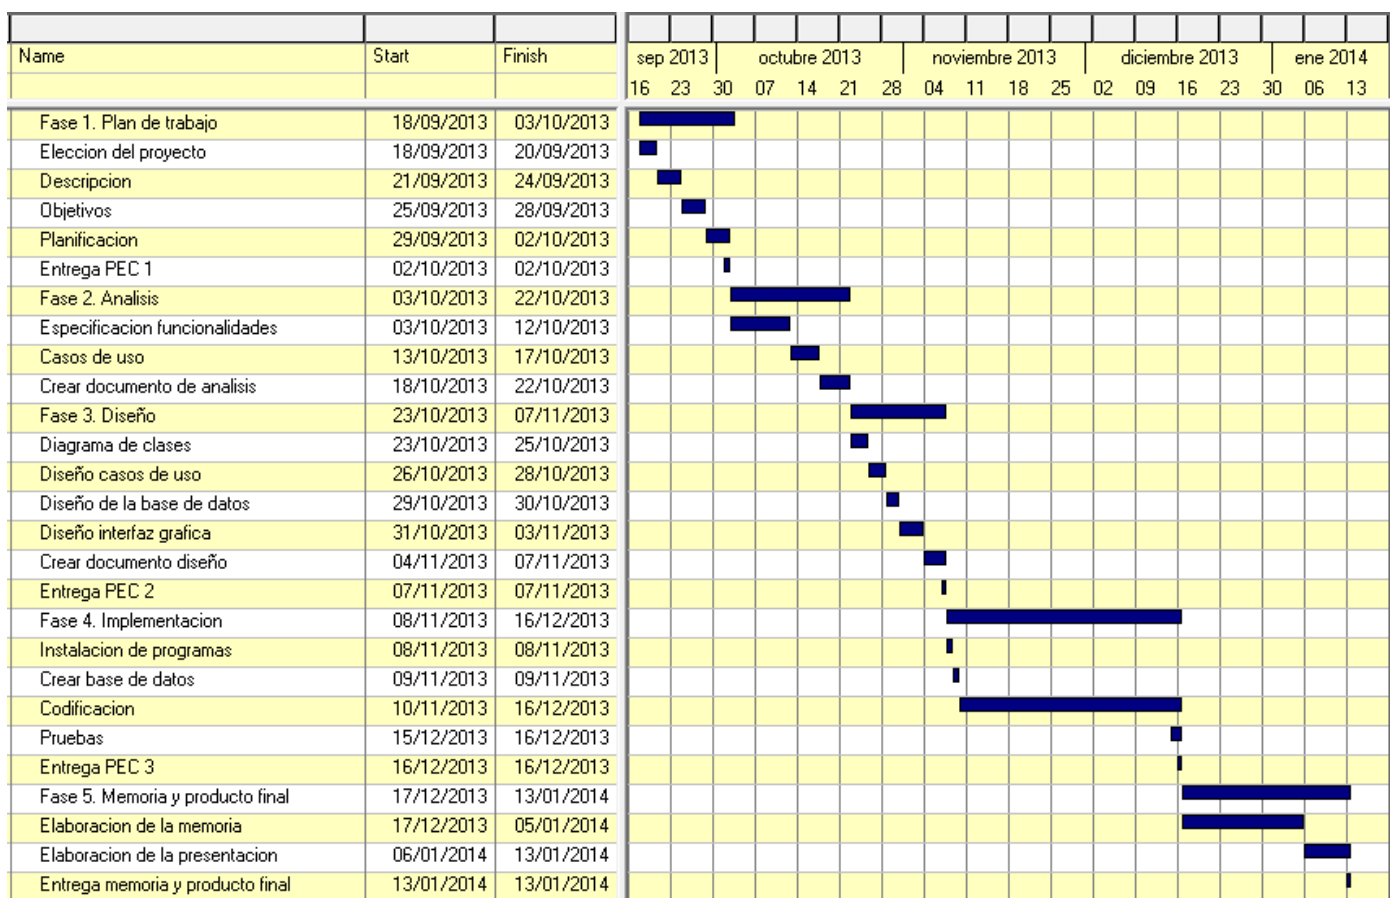 Name Start Finish sep 2013 octubre 2013 noviembre 2013 diciembre 2013 ene 2014
16 23 30 07 14 21 28 04 11 18 25 02 09 16 23 30 06 13
Fase 1. Plan de trabajo 18/09/2013 03/10/2013
Eleccion del proyecto 18/09/2013 20/09/2013
Descripcion 21/09/2013 24/09/2013
Objetivos 25/09/2013 28/09/2013
Planificacion 29/09/2013 02/10/2013
Entrega PEC 1 02/10/2013 02/10/2013
Fase 2. Analisis 03/10/2013 22/10/2013
Especificacion funcionalidades 03/10/2013 12/10/2013
Casos de uso 13/10/2013 17/10/2013
Crear documento de analisis 18/10/2013 22/10/2013
Fase 3. Diseño 23/10/2013 07/11/2013
Diagrama de clases 23/10/2013 25/10/2013
Diseño casos de uso 26/10/2013 28/10/2013
Diseño de la base de datos 29/10/2013 30/10/2013
Diseño interfaz grafica 31/10/2013 03/11/2013
Crear documento diseño 04/11/2013 07/11/2013
Entrega PEC 2 07/11/2013 07/11/2013
Fase 4. Implementacion 08/11/2013 16/12/2013
Instalacion de programas 08/11/2013 08/11/2013
Crear base de datos 09/11/2013 09/11/2013
Codificacion 10/11/2013 16/12/2013
Pruebas 15/12/2013 16/12/2013
Entrega PEC 3 16/12/2013 16/12/2013
Fase 5. Memoria y producto final 17/12/2013 13/01/2014
Elaboracion de la memoria 17/12/2013 05/01/2014
Elaboracion de la presentacion 06/01/2014 13/01/2014
Entrega memoria y producto final 13/01/2014 13/01/2014